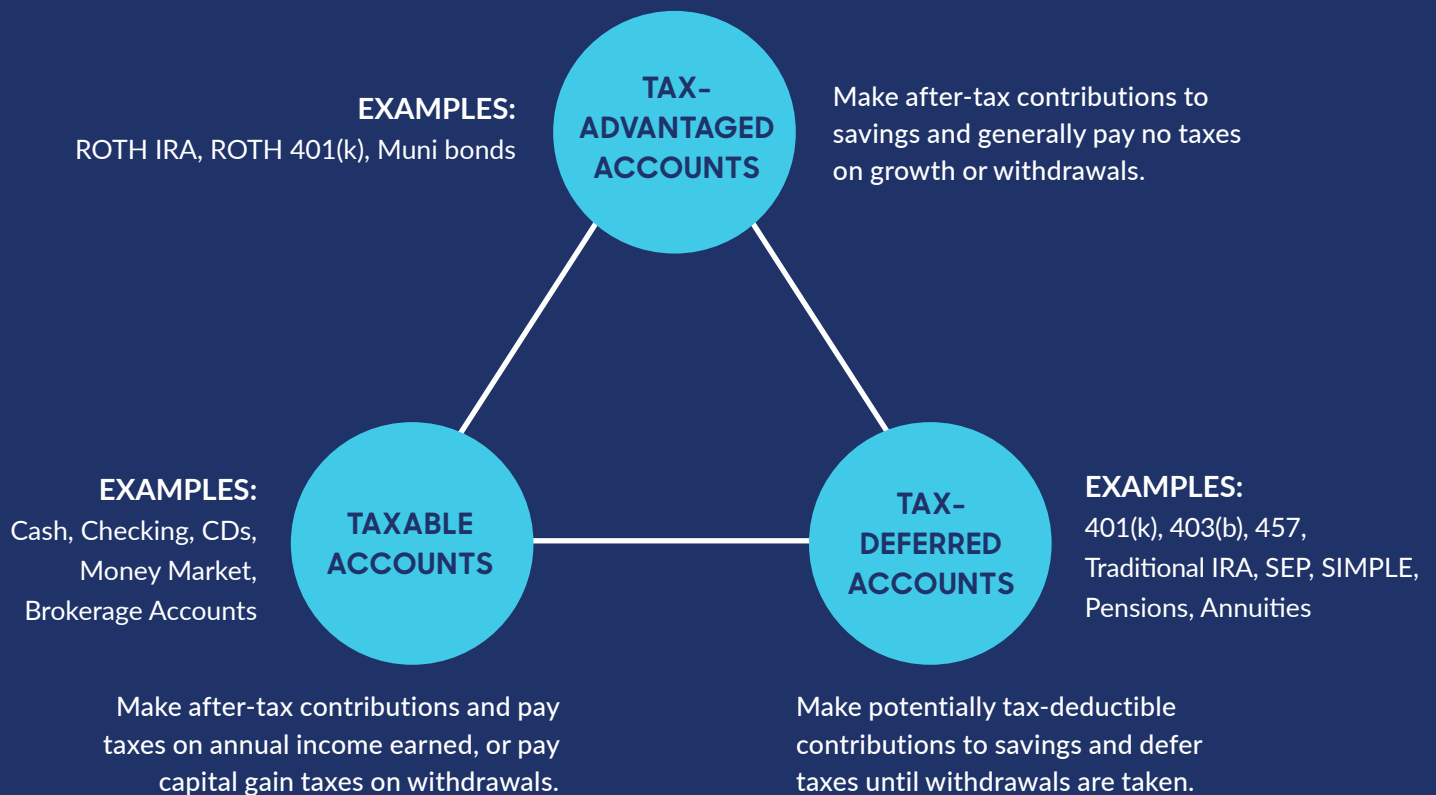 EXAMPLES:
ROTH IRA, ROTH 401(k), Muni bonds
TAX-
ADVANTAGED
ACCOUNTS
Make after-tax contributions to
savings and generally pay no taxes
on growth or withdrawals.
EXAMPLES:
Cash, Checking, CDs,
Money Market,
Brokerage Accounts
TAXABLE
ACCOUNTS
Make after-tax contributions and pay
taxes on annual income earned, or pay
capital gain taxes on withdrawals.
TAX-
DEFERRED
ACCOUNTS
EXAMPLES:
401(k), 403(b), 457,
Traditional IRA, SEP, SIMPLE,
Pensions, Annuities
Make potentially tax-deductible
contributions to savings and defer
taxes until withdrawals are taken.